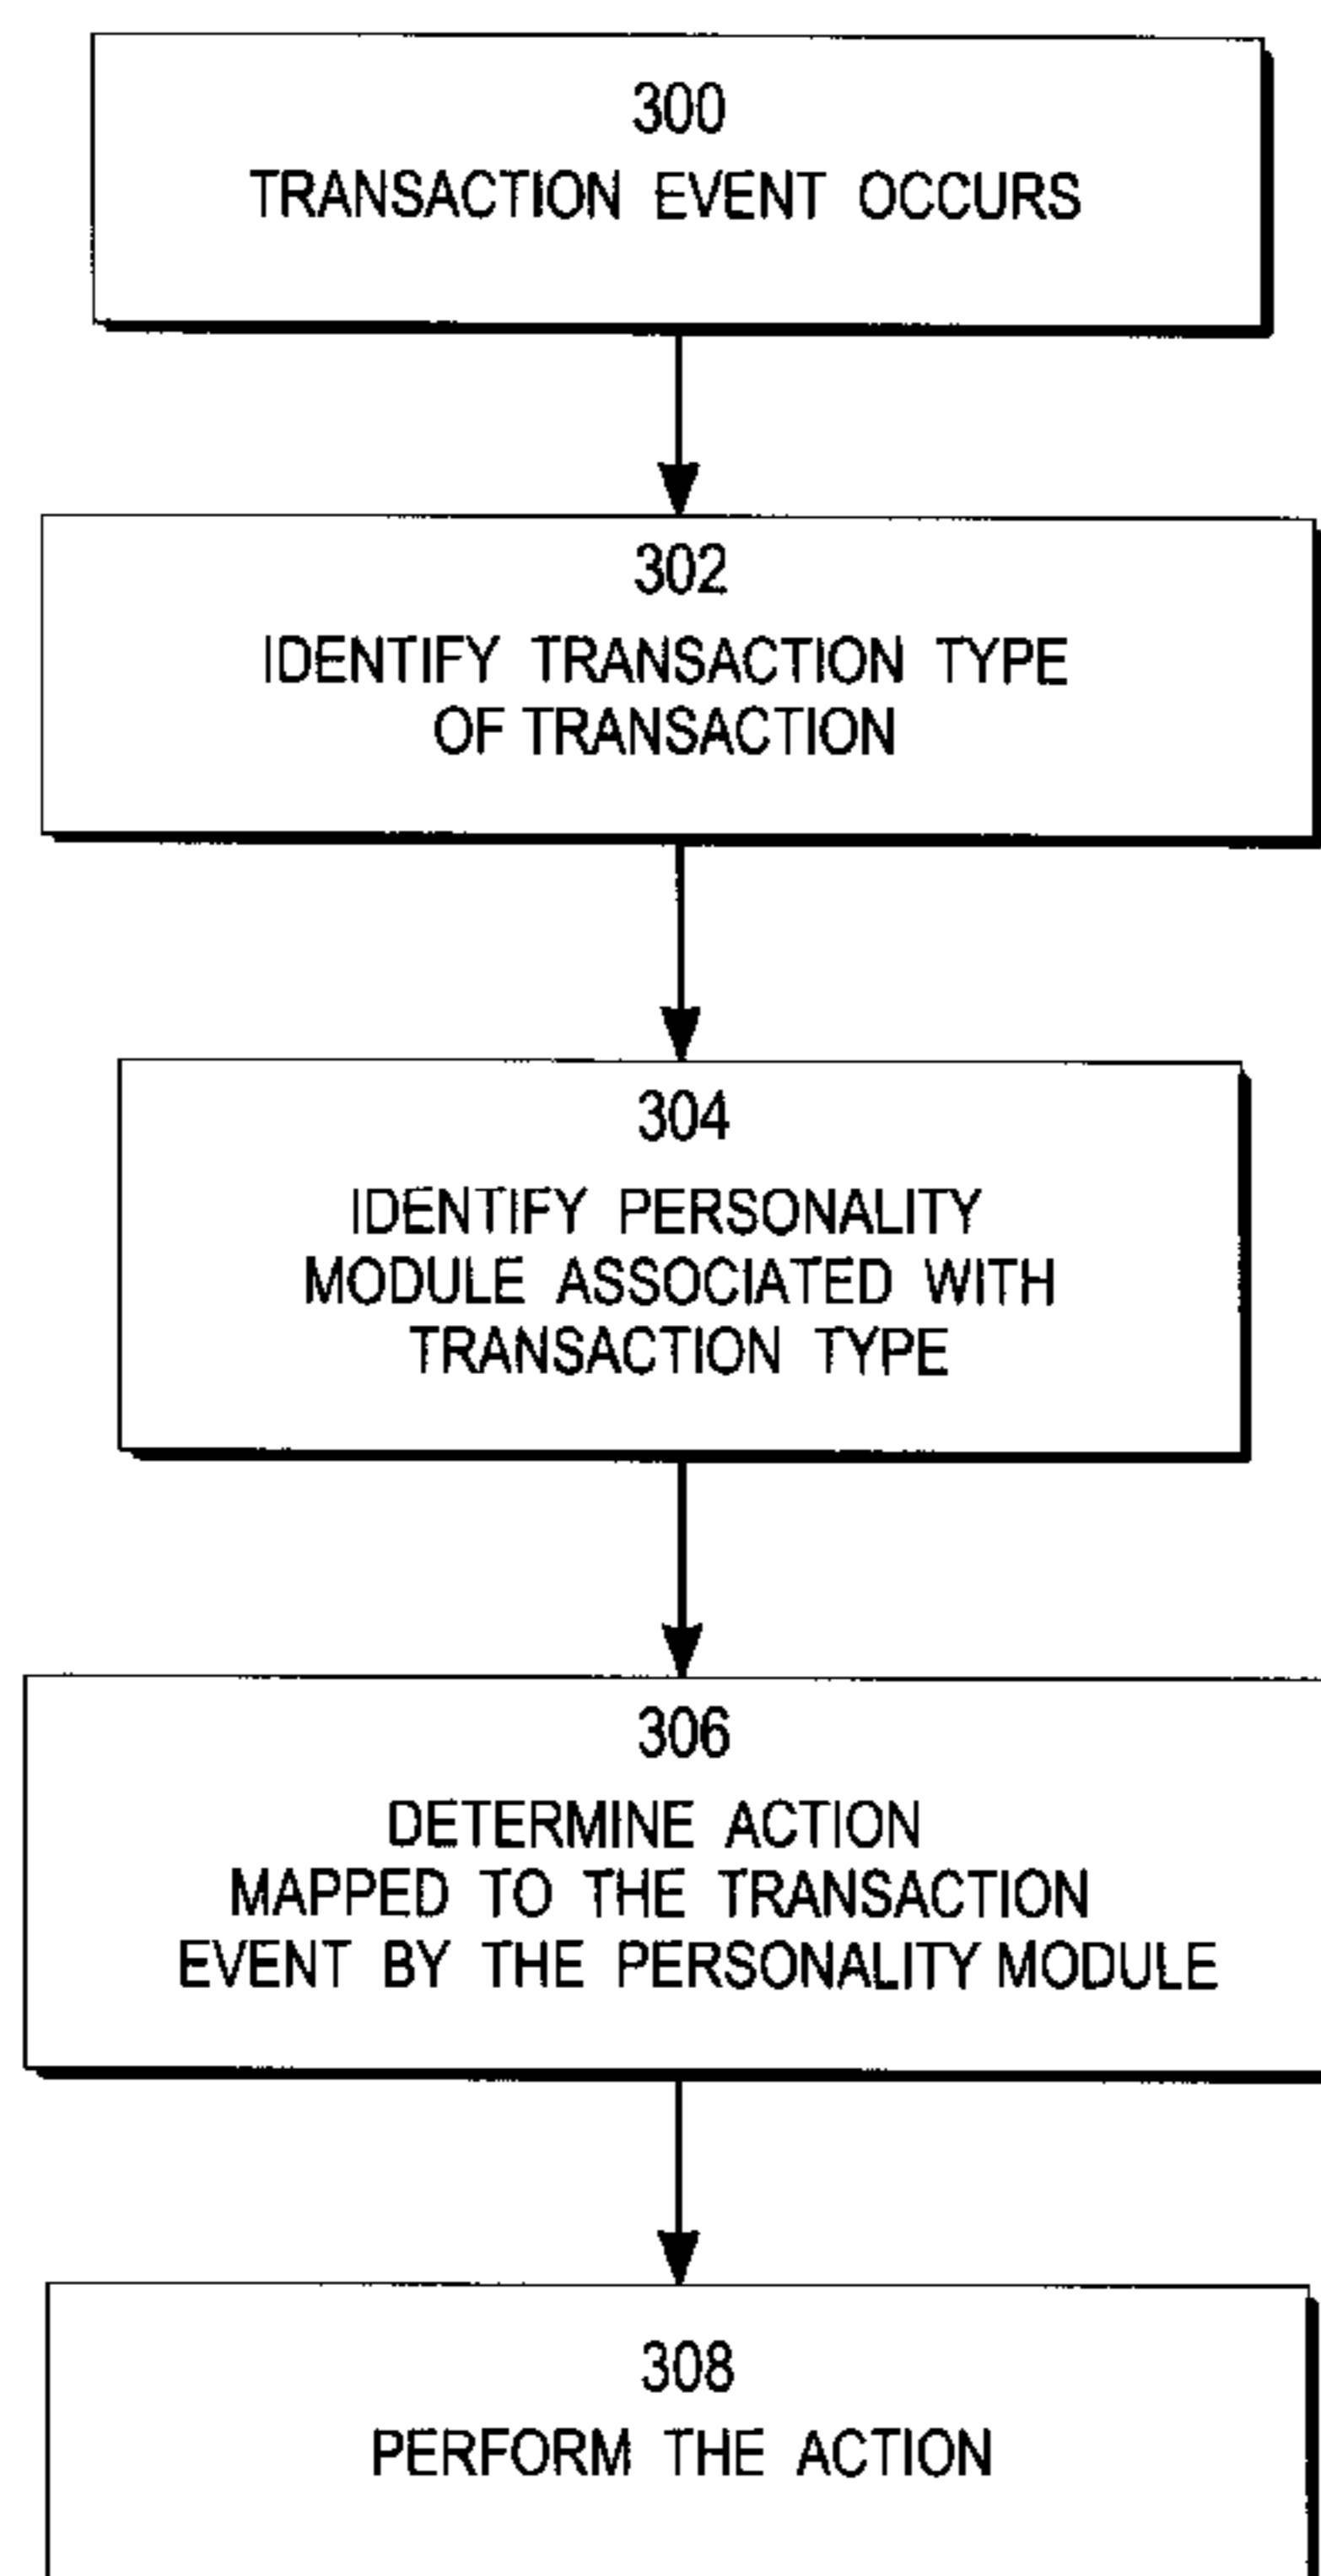 300
TRANSACTION EVENT OCCURS
302
IDENTIFY TRANSACTION TYPE
OF TRANSACTION
304
IDENTIFY PERSONALITY
MODULE ASSOCIATED WITH
TRANSACTION TYPE
306
DETERMINE ACTION
MAPPED TO THE TRANSACTION
EVENT BY THE PERSONALITY MODULE
308
PERFORM THE ACTION